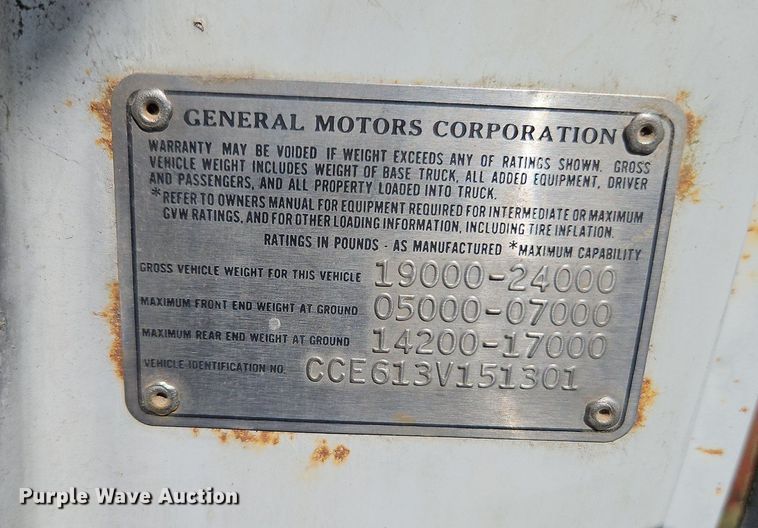 GENERAL MOTORS CORPORATION
WARRANTY MAY BE VOIDED IF WEIGHT EXCEEDS ANY OF RATINGS SHOWN. GROSS
VEHICLE WEIGHT INCLUDES WEIGHT OF BASE TRUCK, ALL ADDED EQUIPMENT, DRIVER
AND PASSENGERS, AND ALL PROPERTY LOADED INTO TRUCK.
*REFER TO OWNERS MANUAL FOR EQUIPMENT REQUIRED FOR INTERMEDIATE OR MAXIMUM
GVW RATINGS, AND FOR OTHER LOADING INFORMATION, INCLUDING TIRE INFLATION.
RATINGS IN POUNDS - AS MANUFACTURED *MAXIMUM CAPABILITY
GROSS VEHICLE WEIGHT FOR THIS VEHICLE 19000-24000
MAXIMUM FRONT END WEIGHT AT GROUND 05000-07000
MAXIMUM REAR END WEIGHT AT GROUND 14200-17000
VEHICLE IDENTIFICATION NO. CCE613V151301
Purple Wave Auction